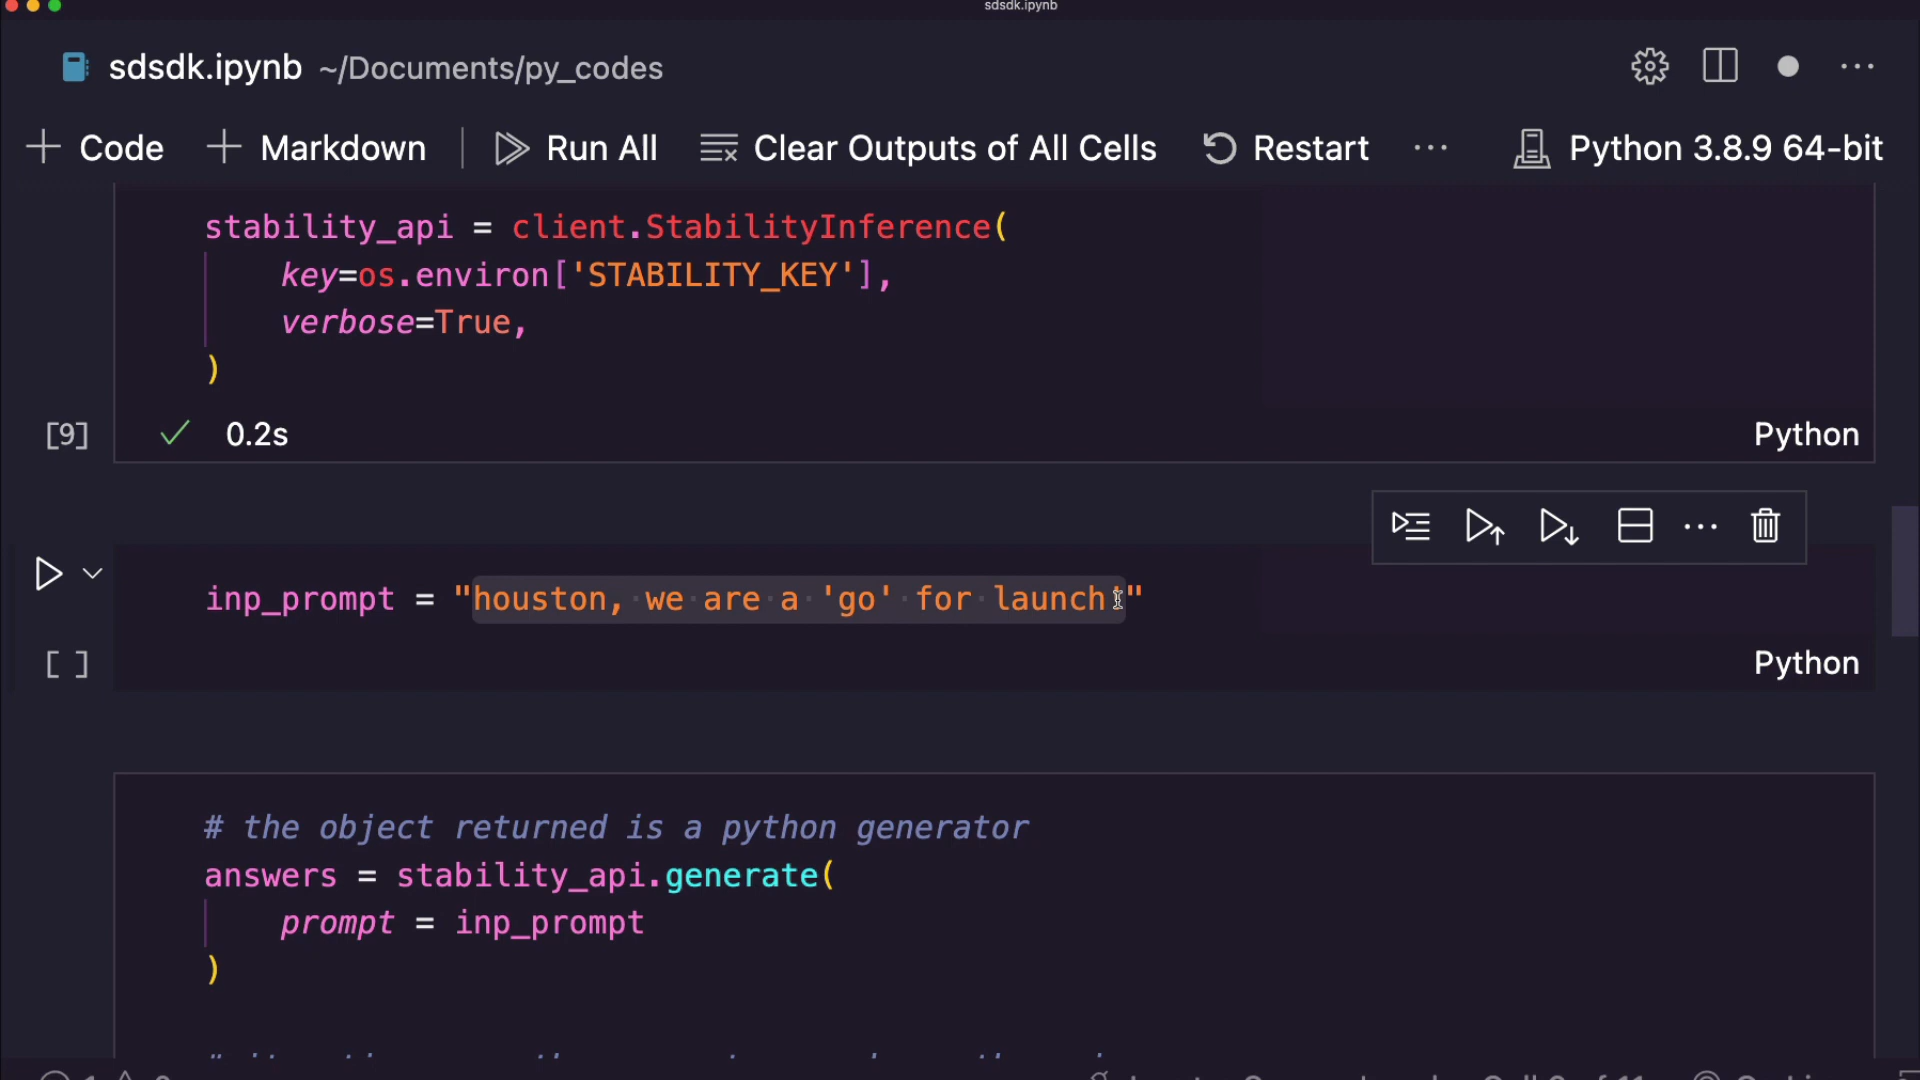 sdsdk.ipynb
sdsdk.ipynb ~/Documents/py_codes
Code Markdown Run All Clear Outputs of All Cells Restart ... Python 3.8.9 64-bit
stability_api = client.StabilityInference(
key=os.environ['STABILITY_KEY'],
verbose=True,
)
[9] 0.2s Python
inp_prompt = "houston, we are a 'go' for launch!"
[ ] Python
# the object returned is a python generator
answers = stability_api.generate(
prompt = inp_prompt
)